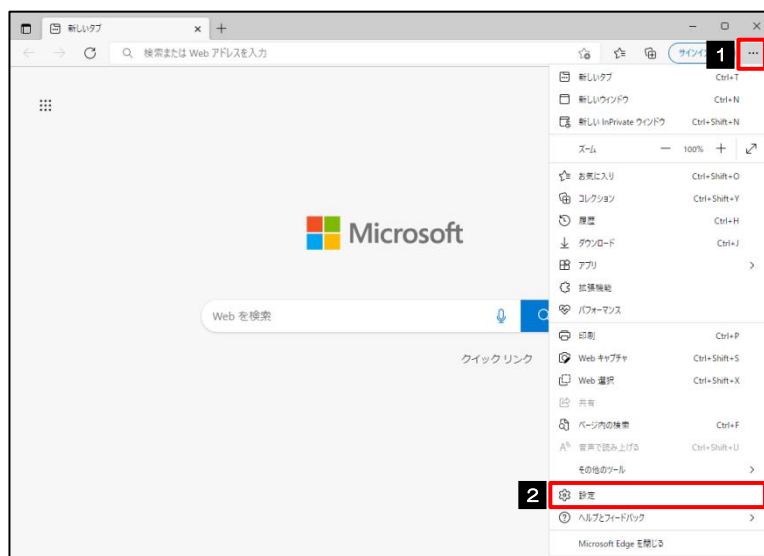 新しいタブ
検索または Web アドレスを入力
1
新しいタブ Ctrl+T
新しいウィンドウ Ctrl+N
新しい InPrivate ウィンドウ Ctrl+Shift+N
ズーム 100%
お気に入り Ctrl+Shift+O
コレクション Ctrl+Shift+Y
履歴 Ctrl+H
ダウンロード Ctrl+J
アプリ
拡張機能
パフォーマンス
Microsoft
Web を検索
クイック リンク
印刷 Ctrl+P
Web キャプチャ Ctrl+Shift+S
Web 選択 Ctrl+Shift+X
共有
ページ内の検索 Ctrl+F
音声で読み上げる Ctrl+Shift+U
その他のツール
2 設定
ヘルプとフィードバック
Microsoft Edge を閉じる